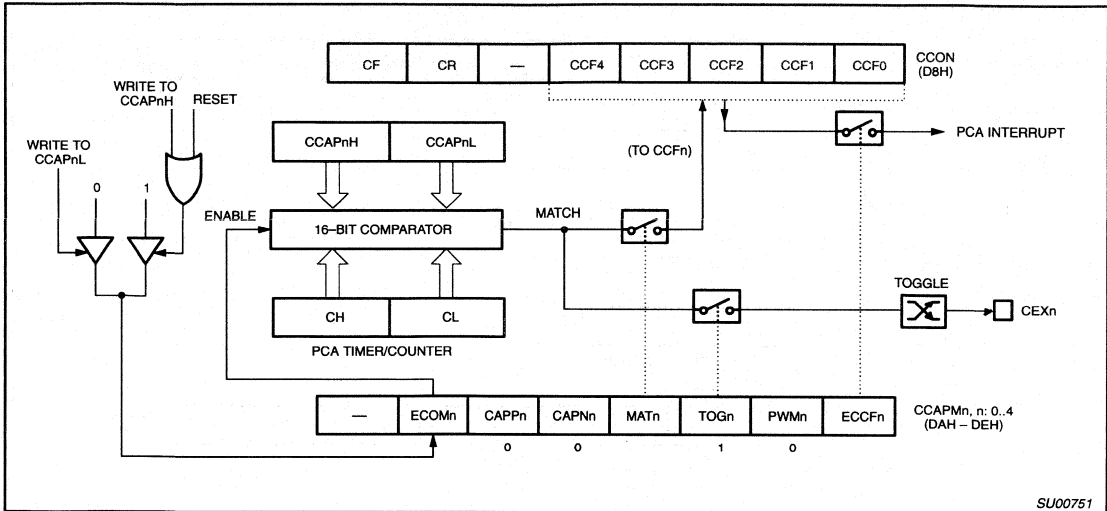 CF CR — CCF4 CCF3 CCF2 CCF1 CCF0
CCON
(D8H)
WRITE TO
CCAPnH
RESET
WRITE TO
CCAPnL
0
1
CCAPnH CCAPnL
(TO CCFn)
PCA INTERRUPT
ENABLE
16–BIT COMPARATOR
MATCH
CH CL
PCA TIMER/COUNTER
TOGGLE
CEXn
— ECOMn CAPPn CAPNn MATn TOGn PWMn ECCFn
CCAPMn, n: 0..4
(DAH – DEH)
0 0 1 0
SU00751